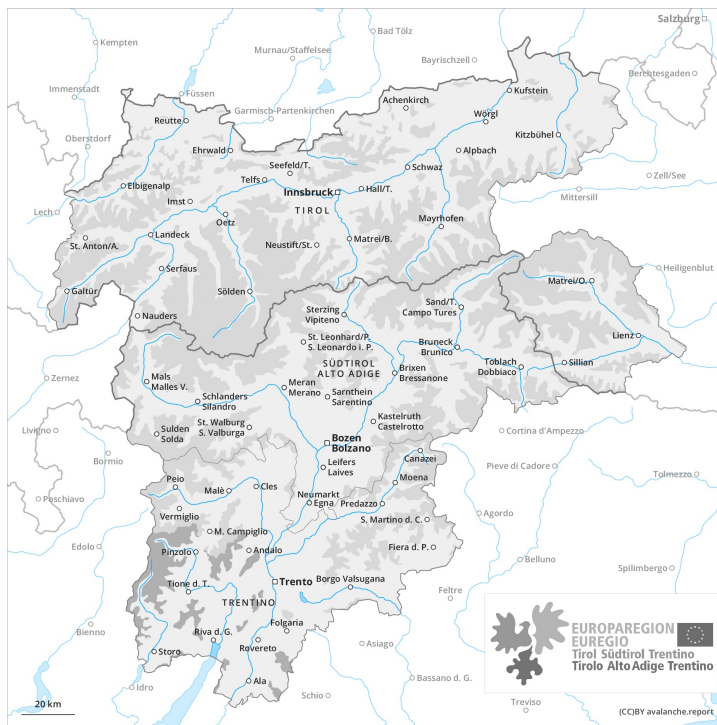 Salzburg
Bad Tölz
Kempten
Murnau/Staffelsee
Bayrischzell
Berchtesgaden
Immenstadt
Füssen
Kufstein
Achenkirch
Garmisch-Partenkirchen
Reutte
Wörgl
Kitzbühel
Oberstdorf
Ehrwald
Alpbach
Seefeld/T.
Schwaz
Telfs
Zell/See
Elbigenalp
Innsbruck
Hall/T.
Mittersill
Imst
TIROL
Lech
Oetz
Mayrhofen
Landeck
St. Anton/A.
Neustift/St.
Matrei/B.
Serfaus
Heiligenblut
Galtür
Sölden
Matrei/O.
Sand/T.
Campo Tures
Nauders
Sterzing
Vipiteno
Lienz
St. Leonhard/P.
S. Leonardo i. P.
Bruneck
Brunico
SÜDTIROL
ALTO ADIGE
Toblach
Dobbiaco
Sillian
Brixen
Bressanone
Zernez
Mals
Malles V.
Meran
Merano
Sarnthein
Sarentino
Schlanders
Silandro
Kastelruth
Castelrotto
St. Walburg
S. Valburga
Livigno
Sulden
Solda
Cortina d'Ampezzo
Bozen
Bolzano
Bormio
Canazei
Leifers
Laives
Pieve di Cadore
Tolmezzo
Peio
Moena
Malè
Cles
Poschiavo
Neumarkt
Egna
Predazzo
Vermiglio
Agordo
S. Martino d. C.
M. Campiglio
Edolo
Fiera d. P.
Pinzolo
Andalo
Belluno
Spilimbergo
Tione d. T.
Trento
Borgo Valsugana
Feltre
TRENTINO
Folgaria
Bienno
Riva d. G.
EUROPAREGION
EUREGIO
Tirol Südtirol Trentino
Tirolo Alto Adige Trentino
Storo
Rovereto
Asiago
Idro
Ala
Bassano d. G.
Schio
20 km
Treviso
(CC)BY avalanche.report